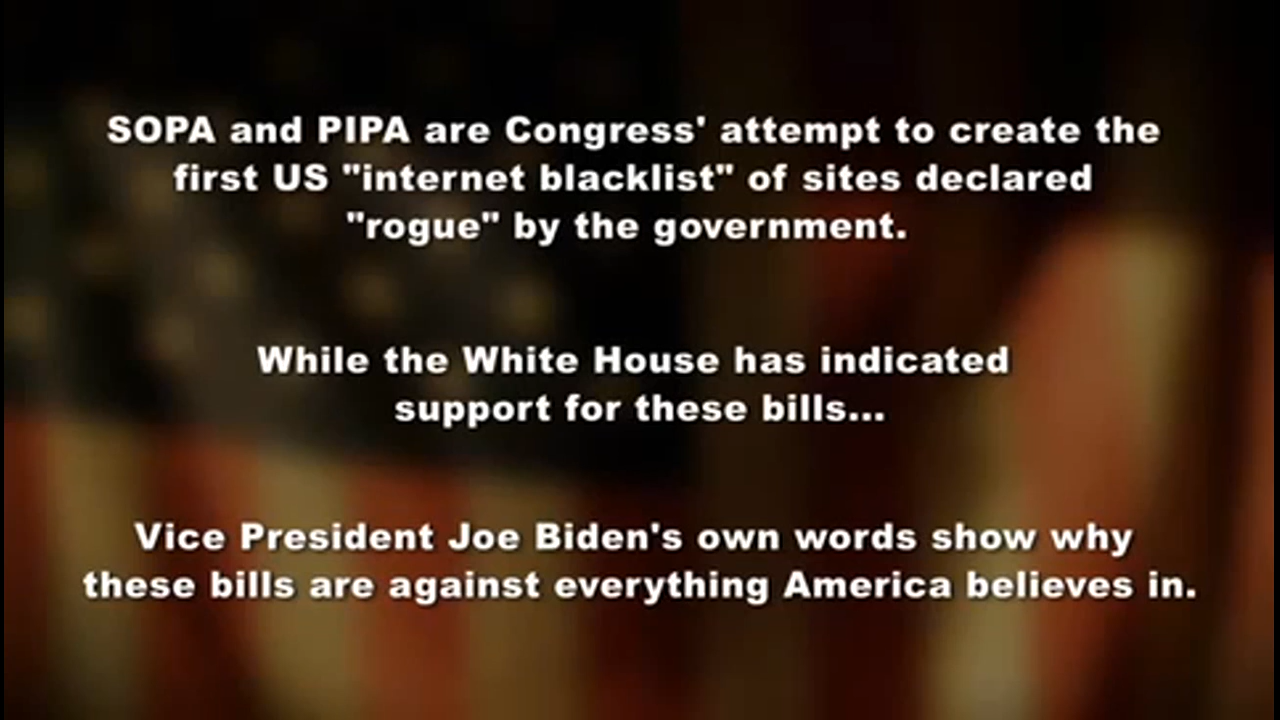 SOPA and PIPA are Congress' attempt to create the
first US "internet blacklist" of sites declared
"rogue" by the government.
While the White House has indicated
support for these bills...
Vice President Joe Biden's own words show why
these bills are against everything America believes in.